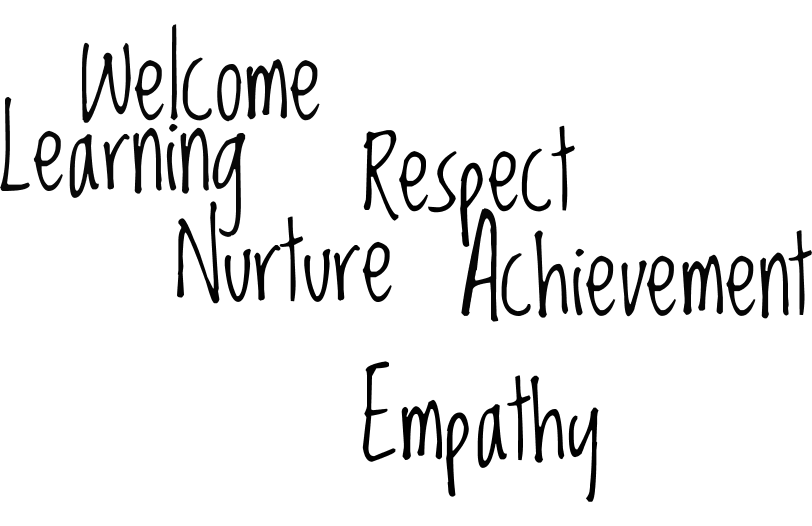 Welcome
Learning
Respect
Nurture
Achievement
Empathy